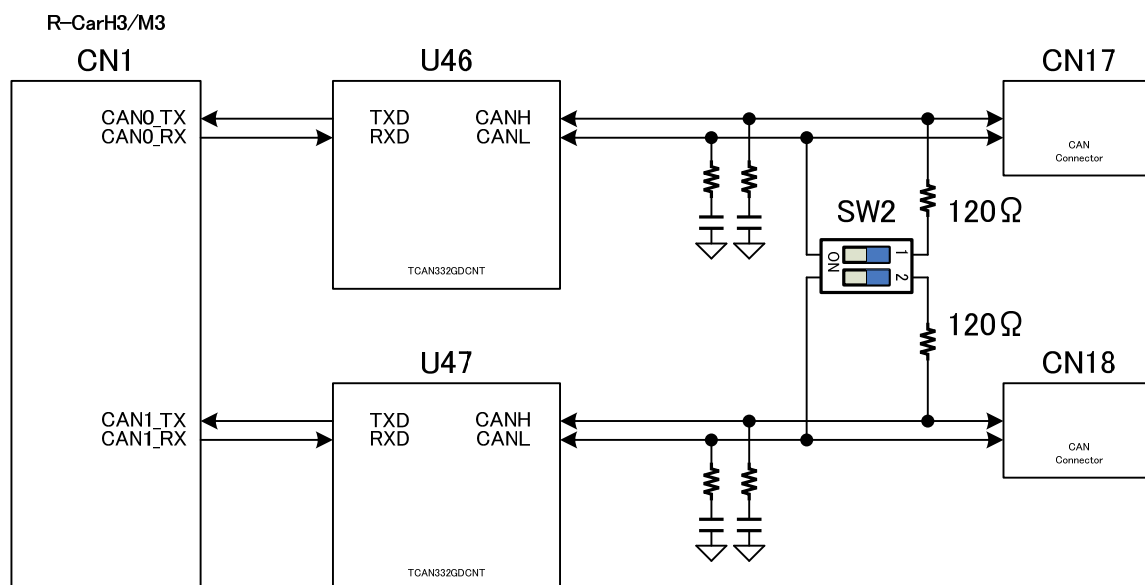 R-CarH3/M3
CN1
U46
CN17
CAN0_TX
CAN0_RX
TXD
RXD
CANH
CANL
CAN
Connector
SW2
120Ω
ON
1
2
TCAN332GDCNT
120Ω
U47
CN18
CAN1_TX
CAN1_RX
TXD
RXD
CANH
CANL
CAN
Connector
TCAN332GDCNT